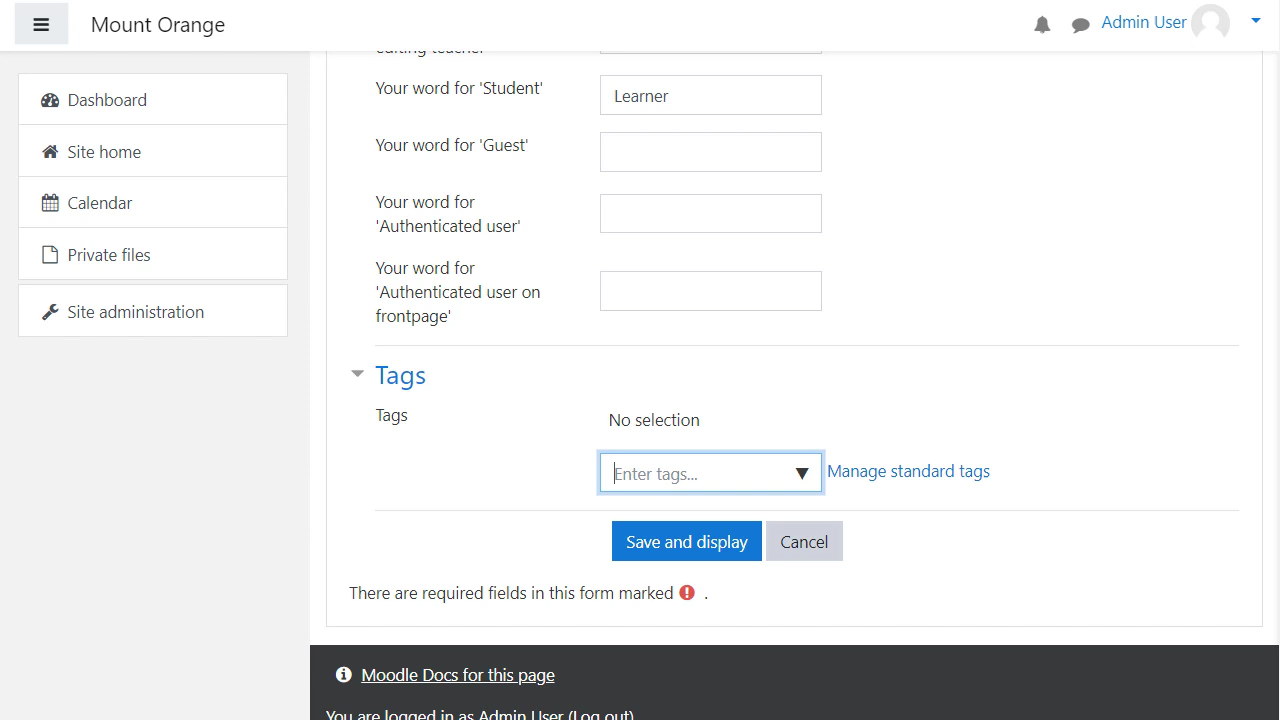 Mount Orange
Admin User
Dashboard
Site home
Calendar
Private files
Site administration
editing teacher'
Your word for 'Student'
Learner
Your word for 'Guest'
Your word for
'Authenticated user'
Your word for
'Authenticated user on
frontpage'
Tags
Tags
No selection
Enter tags...
Manage standard tags
Save and display
Cancel
There are required fields in this form marked .
Moodle Docs for this page
You are logged in as Admin User (Log out)